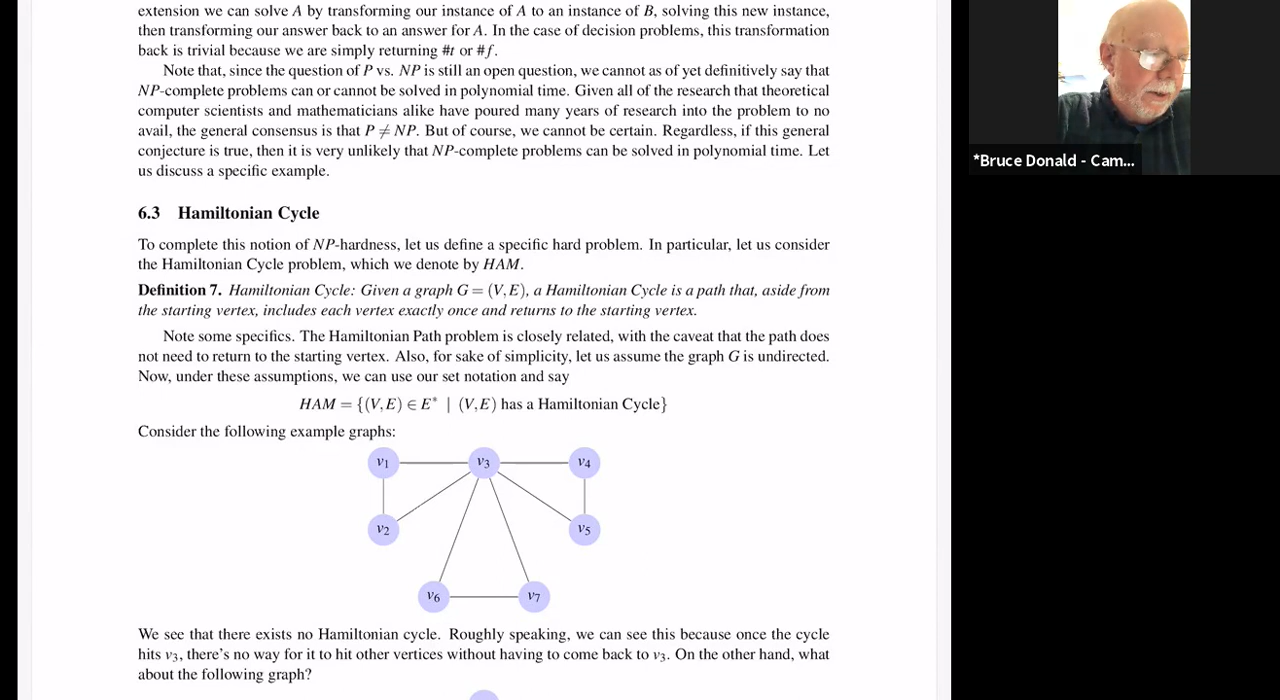 extension we can solve A by transforming our instance of A to an instance of B, solving this new instance,
then transforming our answer back to an answer for A. In the case of decision problems, this transformation
back is trivial because we are simply returning #t or #f.
Note that, since the question of P vs. NP is still an open question, we cannot as of yet definitively say that
NP-complete problems can or cannot be solved in polynomial time. Given all of the research that theoretical
computer scientists and mathematicians alike have poured many years of research into the problem to no
avail, the general consensus is that P ≠ NP. But of course, we cannot be certain. Regardless, if this general
conjecture is true, then it is very unlikely that NP-complete problems can be solved in polynomial time. Let
us discuss a specific example.
6.3 Hamiltonian Cycle
To complete this notion of NP-hardness, let us define a specific hard problem. In particular, let us consider
the Hamiltonian Cycle problem, which we denote by HAM.
Definition 7. Hamiltonian Cycle: Given a graph G = (V,E), a Hamiltonian Cycle is a path that, aside from
the starting vertex, includes each vertex exactly once and returns to the starting vertex.
Note some specifics. The Hamiltonian Path problem is closely related, with the caveat that the path does
not need to return to the starting vertex. Also, for sake of simplicity, let us assume the graph G is undirected.
Now, under these assumptions, we can use our set notation and say
HAM = {(V,E) ∈ E* | (V,E) has a Hamiltonian Cycle}
Consider the following example graphs:
v1 v3 v4
v2 v5
v6 v7
We see that there exists no Hamiltonian cycle. Roughly speaking, we can see this because once the cycle
hits v3, there's no way for it to hit other vertices without having to come back to v3. On the other hand, what
about the following graph?
*Bruce Donald - Cam...